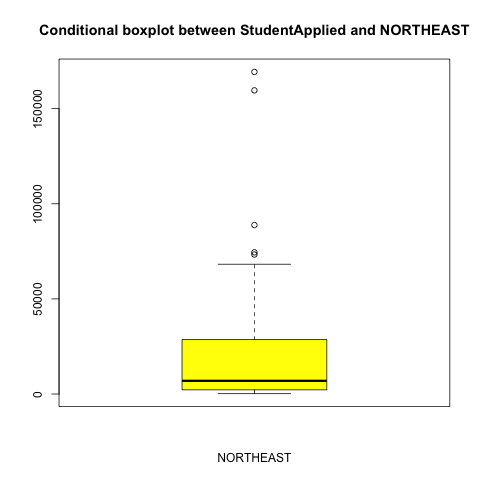 Conditional boxplot between StudentApplied and NORTHEAST
150000
100000
50000
0
NORTHEAST